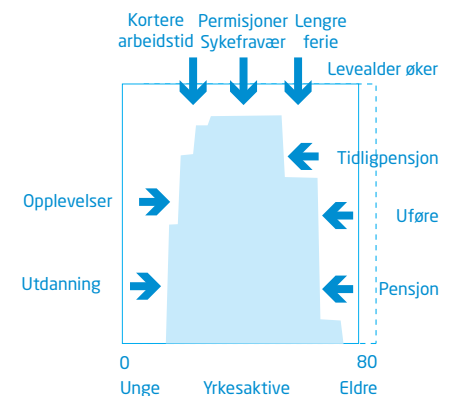 Kortere
arbeidstid
Permisjoner
Sykefravær
Lengre
ferie
Levealder øker
Tidligpensjon
Opplevelser
Uføre
Utdanning
Pensjon
0
80
Unge
Yrkesaktive
Eldre